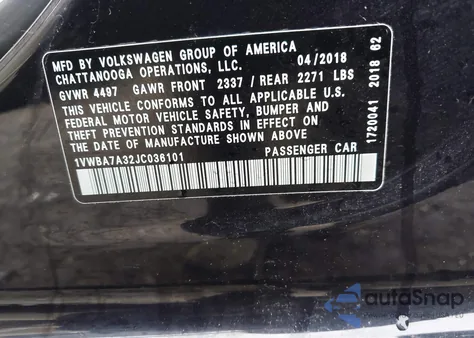 MFD BY VOLKSWAGEN GROUP OF AMERICA
CHATTANOOGA OPERATIONS, LLC. 04/2018
GVWR 4497 GAWR FRONT 2337 / REAR 2271 LBS
THIS VEHICLE CONFORMS TO ALL APPLICABLE U.S.
FEDERAL MOTOR VEHICLE SAFETY, BUMPER AND
THEFT PREVENTION STANDARDS IN EFFECT ON
THE DATE OF MANUFACTURE SHOWN ABOVE
1VWBA7A32JC036101 PASSENGER CAR
1720041 2018 62
autoSnap